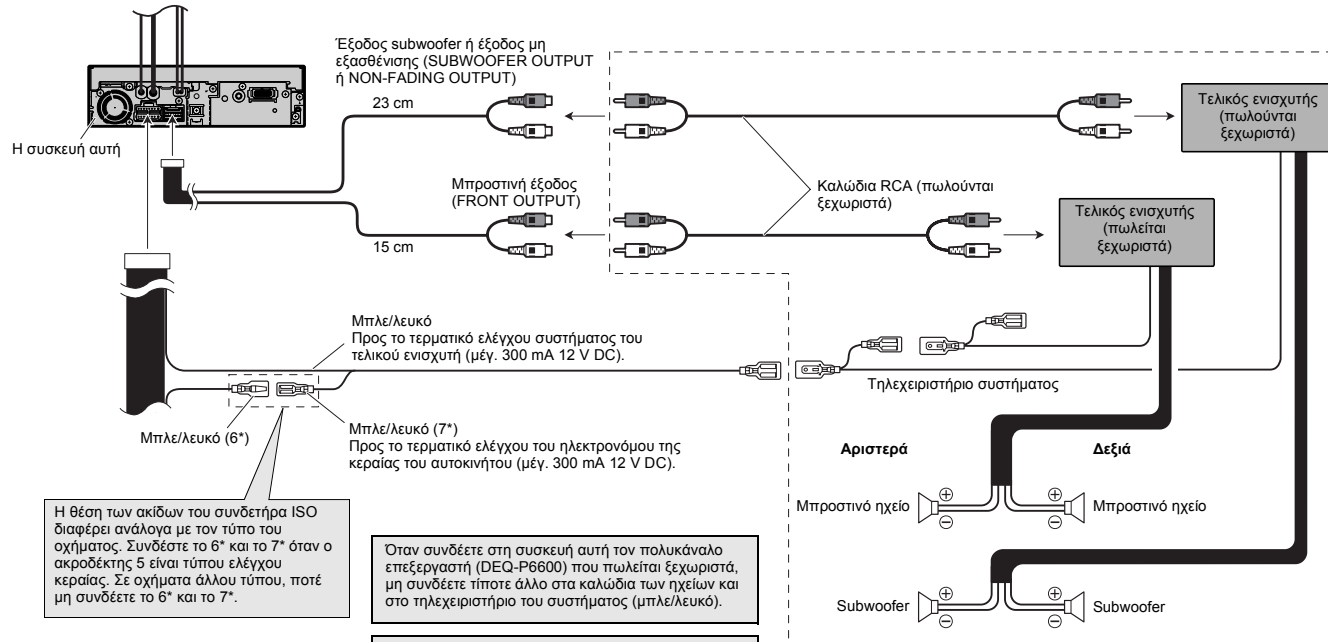 Έξοδος subwoofer ή έξοδος μη
εξασθένισης (SUBWOOFER OUTPUT
ή NON-FADING OUTPUT)
23 cm
Η συσκευή αυτή
Τελικός ενισχυτής
(πωλούνται
ξεχωριστά)
Μπροστινή έξοδος
(FRONT OUTPUT)
15 cm
Καλώδια RCA (πωλούνται
ξεχωριστά)
Τελικός ενισχυτής
(πωλείται
ξεχωριστά)
Μπλε/λευκό
Προς το τερματικό ελέγχου συστήματος του
τελικού ενισχυτή (μέγ. 300 mA 12 V DC).
Τηλεχειριστήριο συστήματος
Μπλε/λευκό (6*)
Μπλε/λευκό (7*)
Προς το τερματικό ελέγχου του ηλεκτρονόμου της
κεραίας του αυτοκινήτου (μέγ. 300 mA 12 V DC).
Αριστερά
Δεξιά
Μπροστινό ηχείο
⊕
⊖
⊕
⊖
Μπροστινό ηχείο
Η θέση των ακίδων του συνδετήρα ISO
διαφέρει ανάλογα με τον τύπο του
οχήματος. Συνδέστε το 6* και το 7* όταν ο
ακροδέκτης 5 είναι τύπου ελέγχου
κεραίας. Σε οχήματα άλλου τύπου, ποτέ
μη συνδέετε το 6* και το 7*.
Όταν συνδέετε στη συσκευή αυτή τον πολυκάναλο
επεξεργαστή (DEQ-P6600) που πωλείται ξεχωριστά,
μη συνδέετε τίποτε άλλο στα καλώδια των ηχείων και
στο τηλεχειριστήριο του συστήματος (μπλε/λευκό).
Subwoofer
⊕
⊖
⊕
⊖
Subwoofer